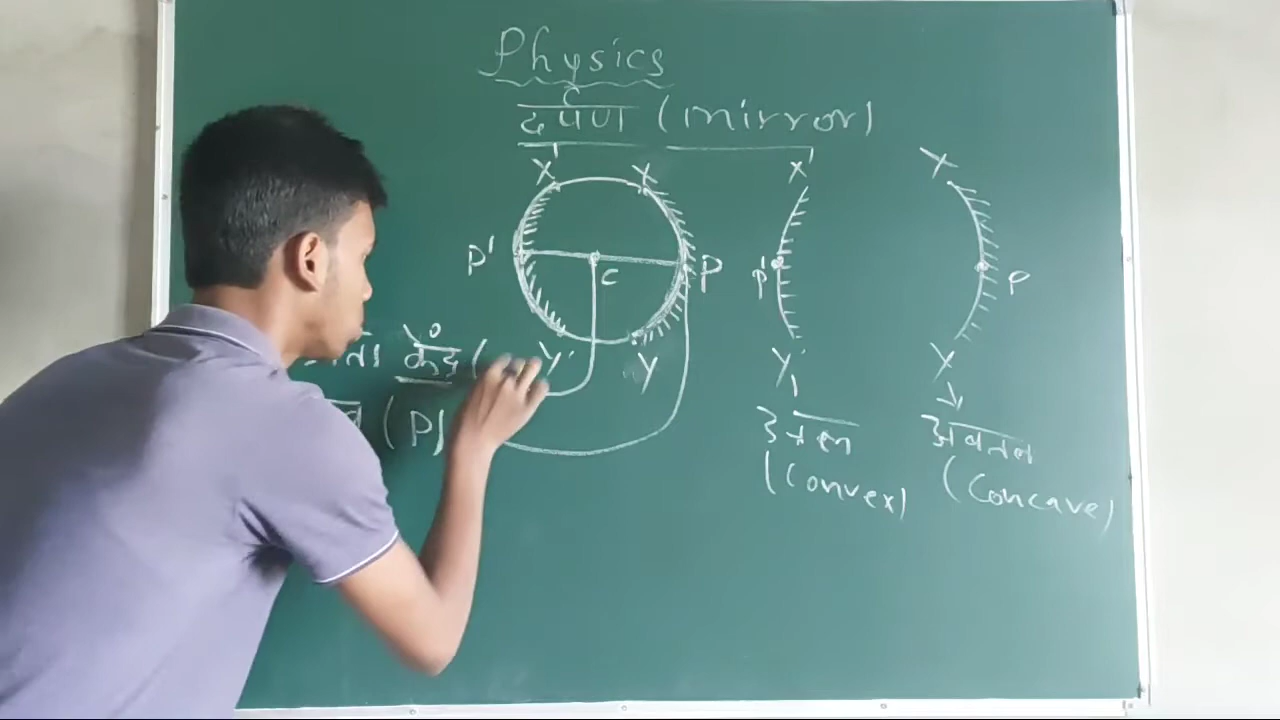 Physics
दर्पण (mirror)
X' X X X
P' C P P' P
केंद्र (
Y' Y Y' Y
(P)
उत्तल अवतल
(Convex) (Concave)